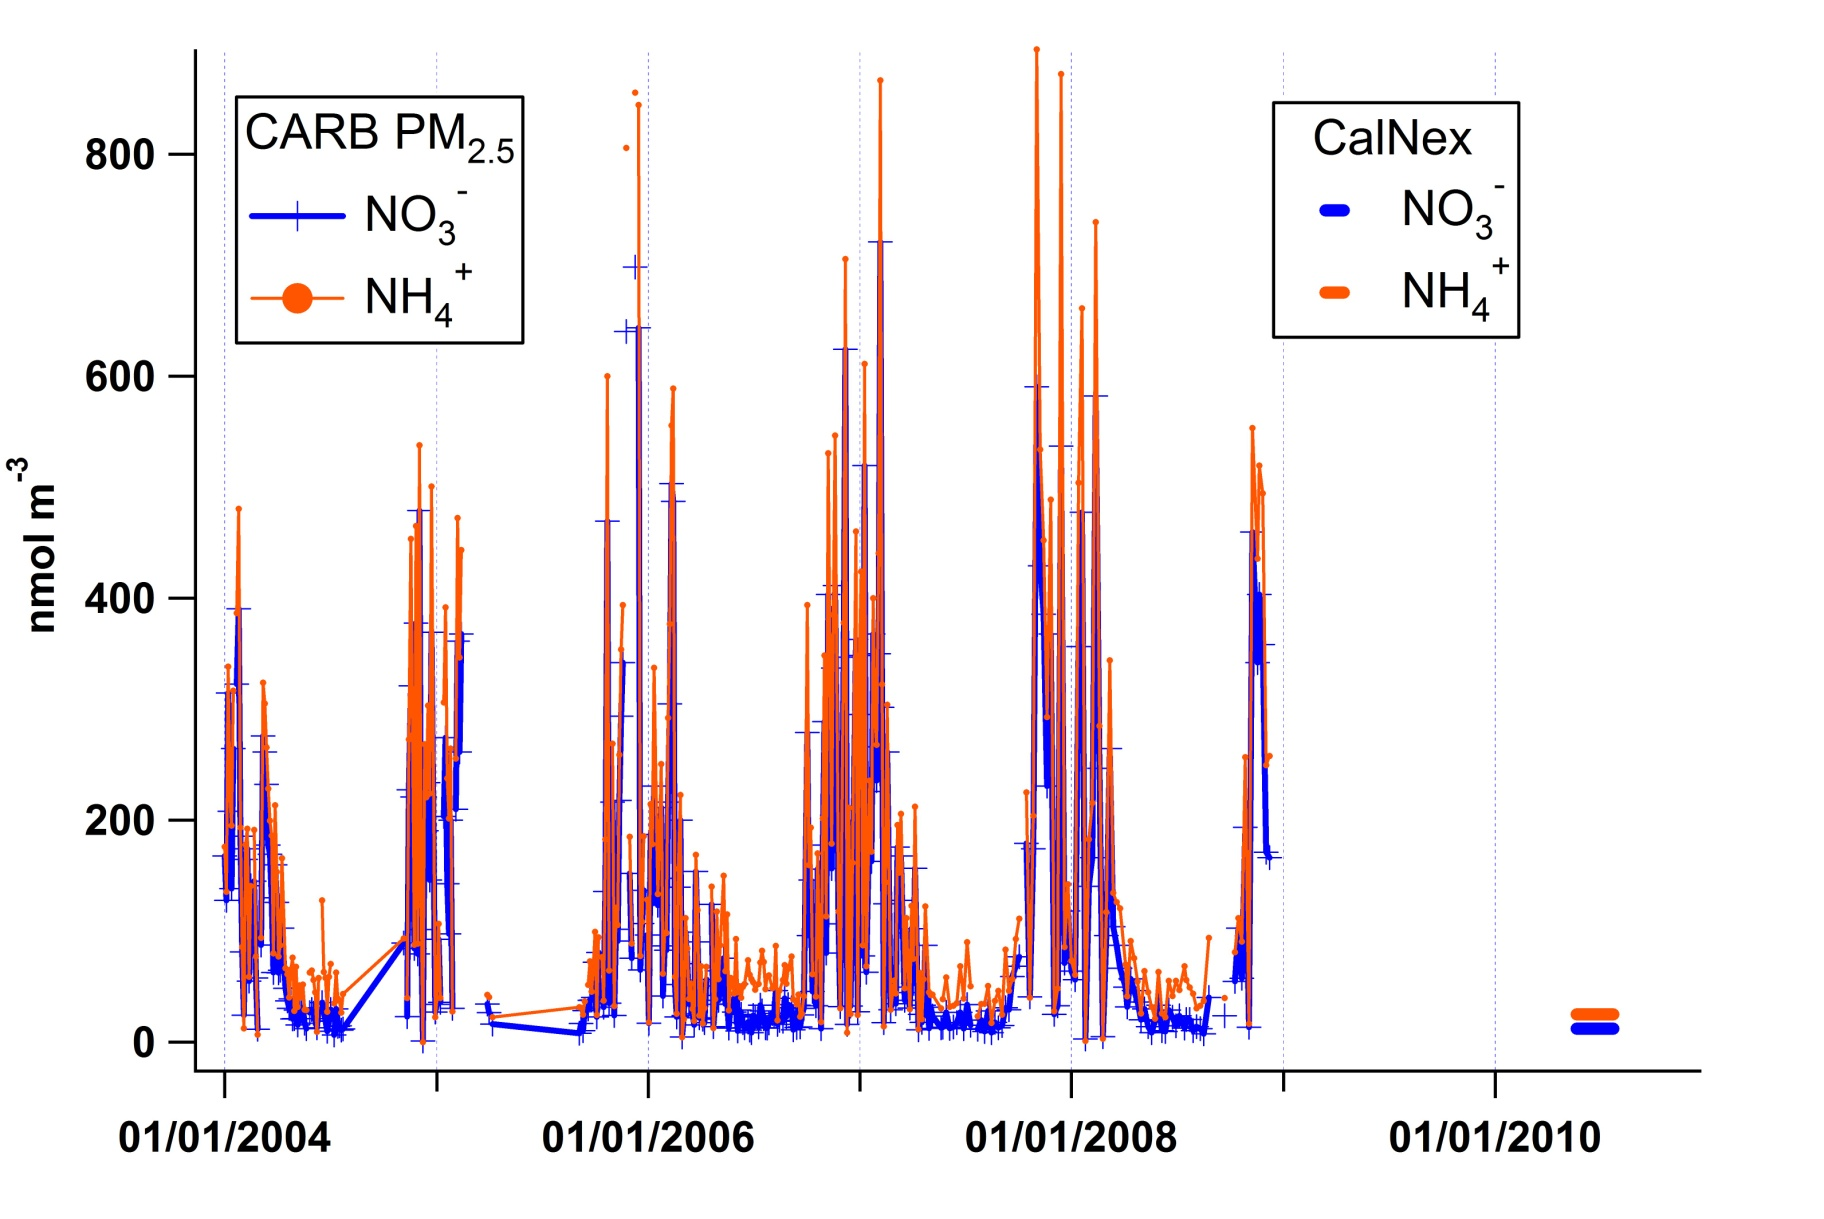 CARB PM2.5
NO3-
NH4+
CalNex
NO3-
NH4+
800
600
400
200
0
nmol m-3
01/01/2004
01/01/2006
01/01/2008
01/01/2010